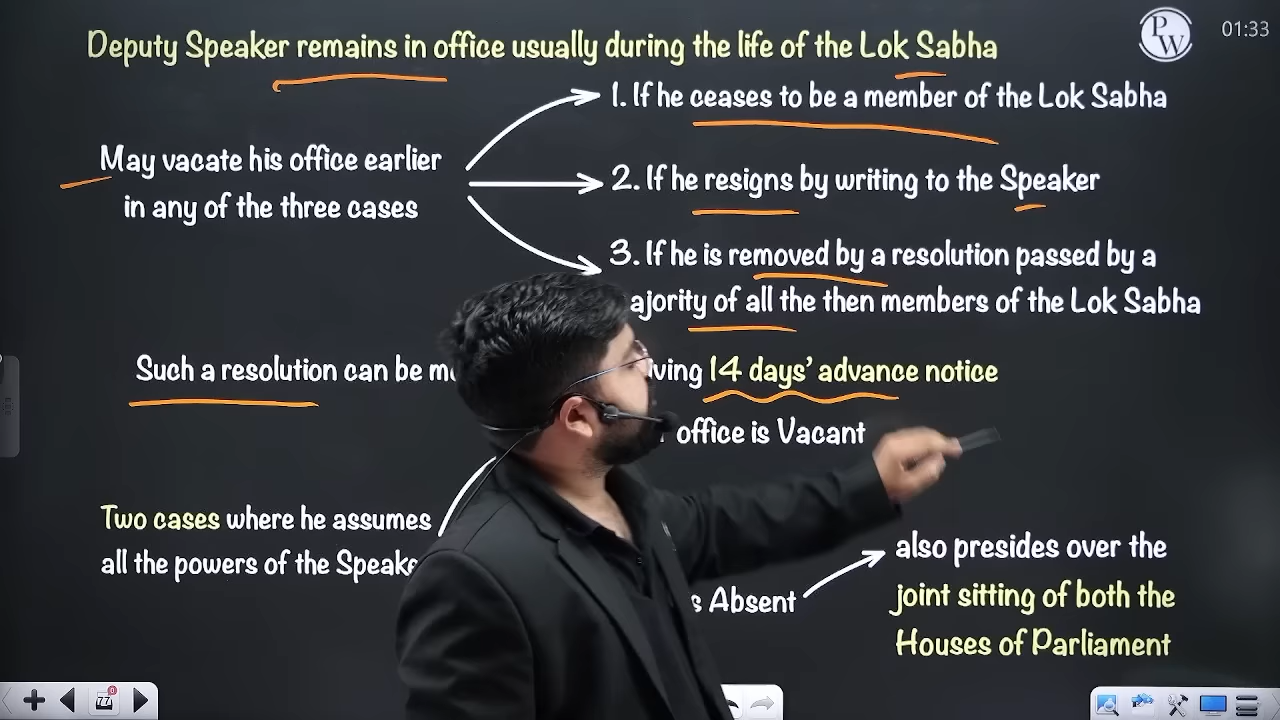 Deputy Speaker remains in office usually during the life of the Lok Sabha
PW
01:33
1. If he ceases to be a member of the Lok Sabha
May vacate his office earlier
in any of the three cases
2. If he resigns by writing to the Speaker
3. If he is removed by a resolution passed by a
ajority of all the then members of the Lok Sabha
Such a resolution can be
14 days' advance notice
office is Vacant
Two cases where he assumes
all the powers of the Speake
s Absent
also presides over the
joint sitting of both the
Houses of Parliament
77